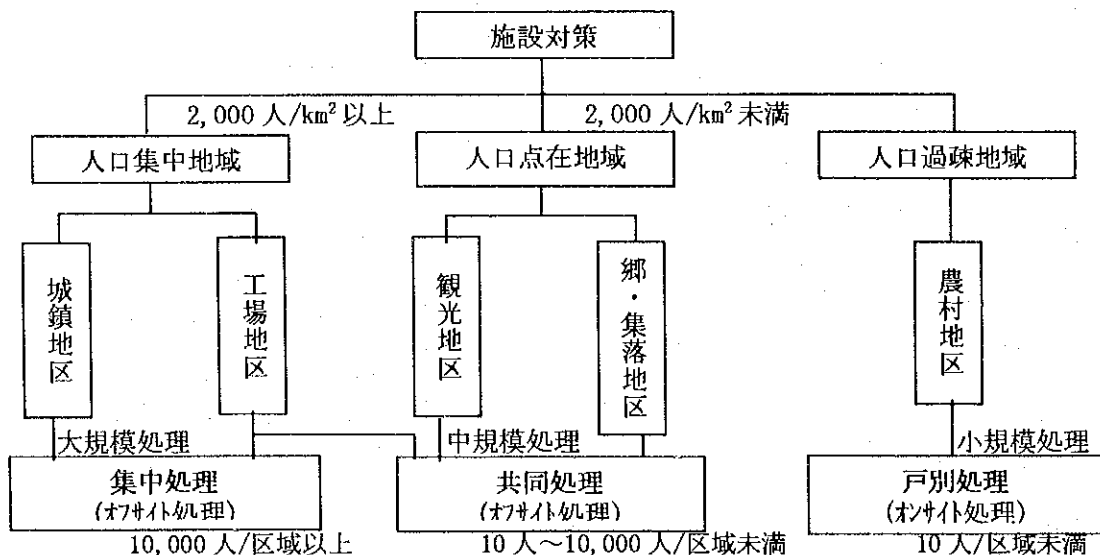 施設対策
2,000 人/km² 以上
2,000 人/km² 未満
人口集中地域
人口点在地域
人口過疎地域
城鎮地区
工場地区
観光地区
郷・集落地区
農村地区
大規模処理
中規模処理
小規模処理
集中処理
(オフサイト処理)
共同処理
(オフサイト処理)
戸別処理
(オンサイト処理)
10,000 人/区域以上
10 人～10,000 人/区域未満
10 人/区域未満